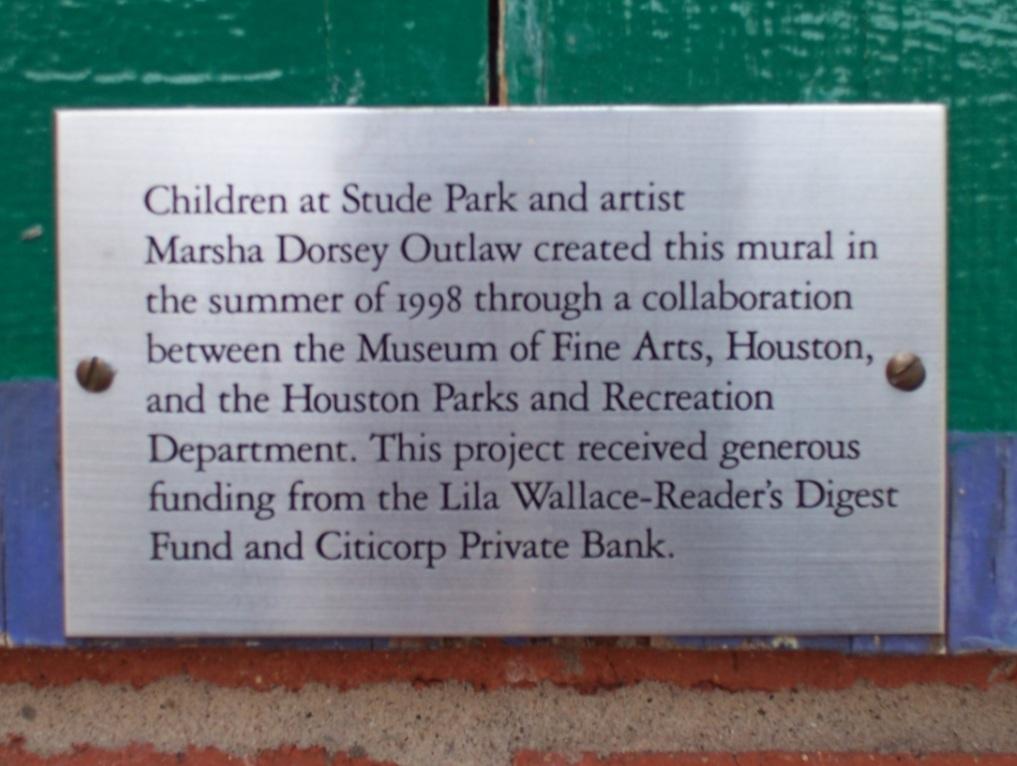 Children at Stude Park and artist
Marsha Dorsey Outlaw created this mural in
the summer of 1998 through a collaboration
between the Museum of Fine Arts, Houston,
and the Houston Parks and Recreation
Department. This project received generous
funding from the Lila Wallace-Reader's Digest
Fund and Citicorp Private Bank.